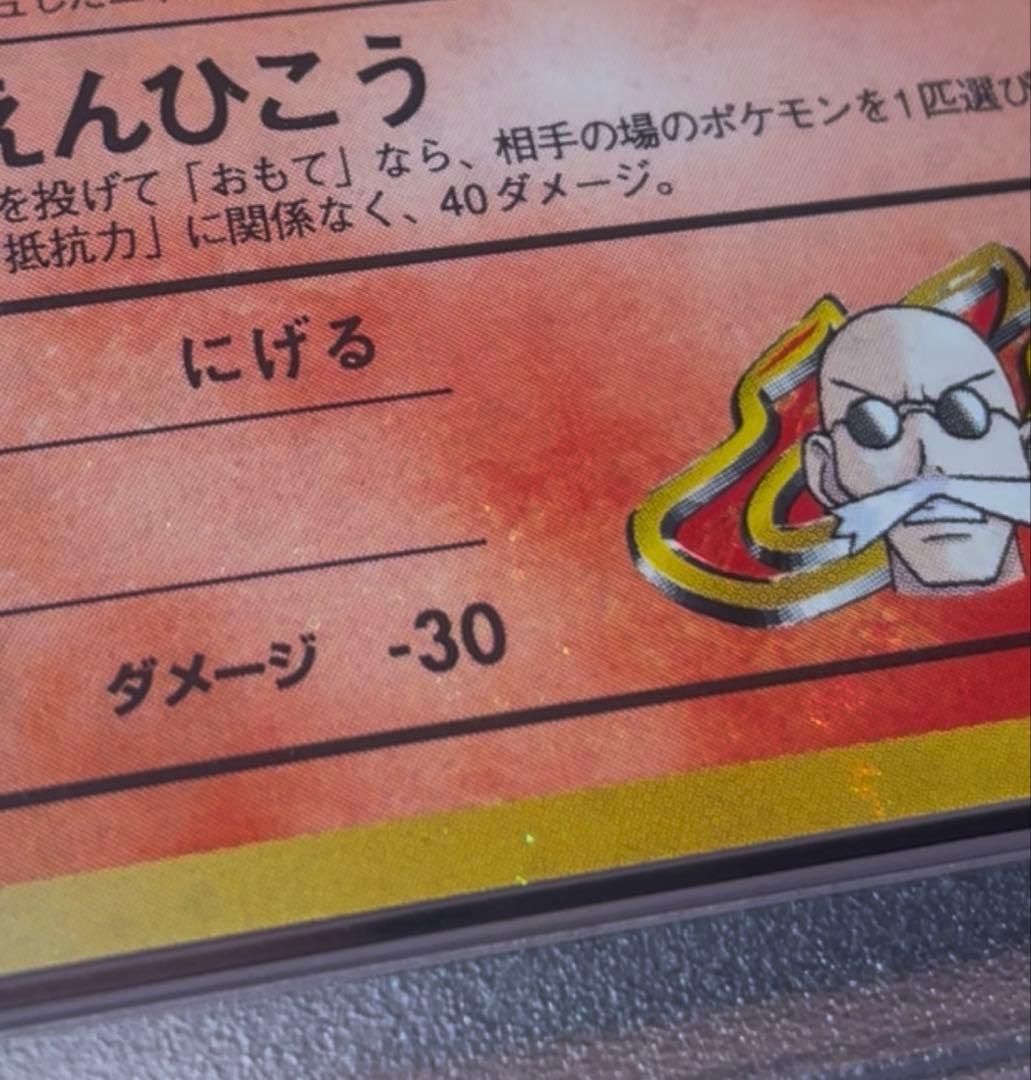 えんひこう
を投げて「おもて」なら、相手の場のポケモンを1匹選び
抵抗力」に関係なく、40ダメージ。
にげる
ダメージ -30